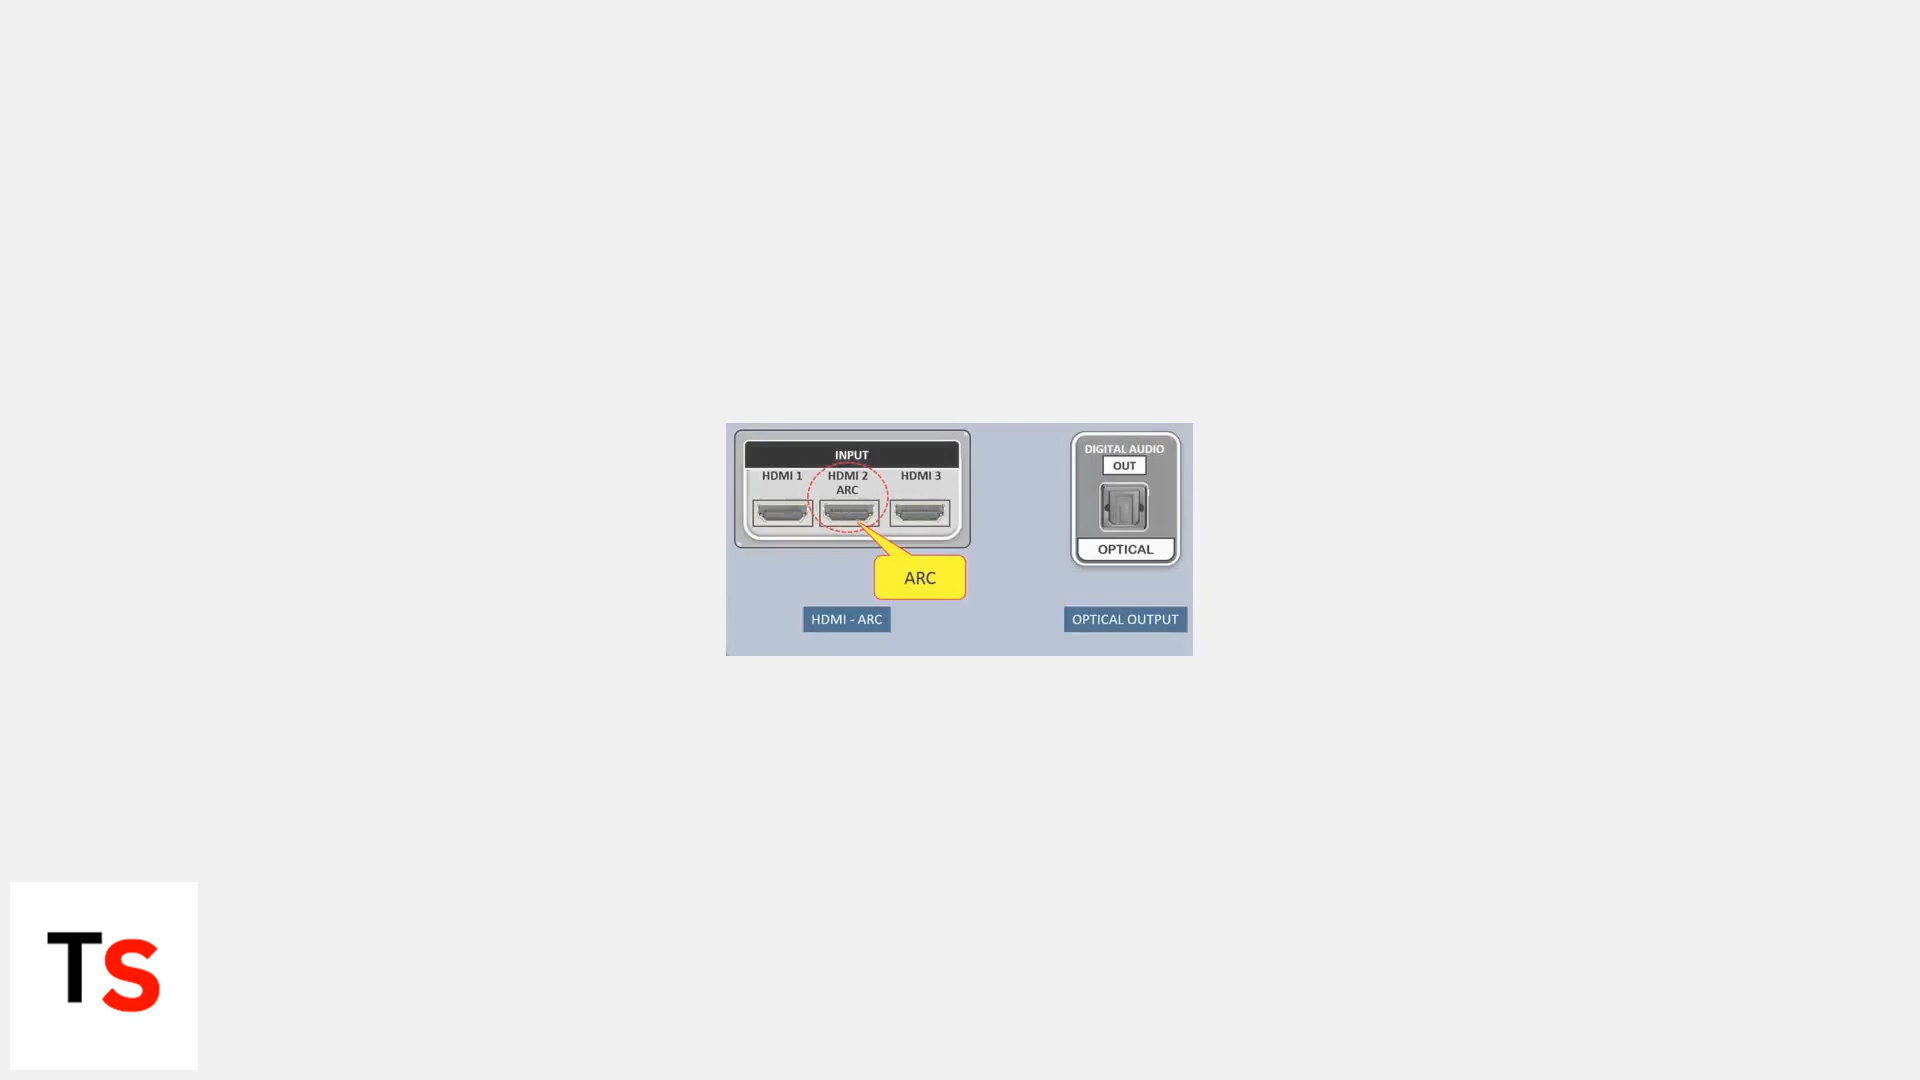 INPUT
HDMI 1 HDMI 2 HDMI 3
ARC
ARC
HDMI - ARC
DIGITAL AUDIO
OUT
OPTICAL
OPTICAL OUTPUT
TS